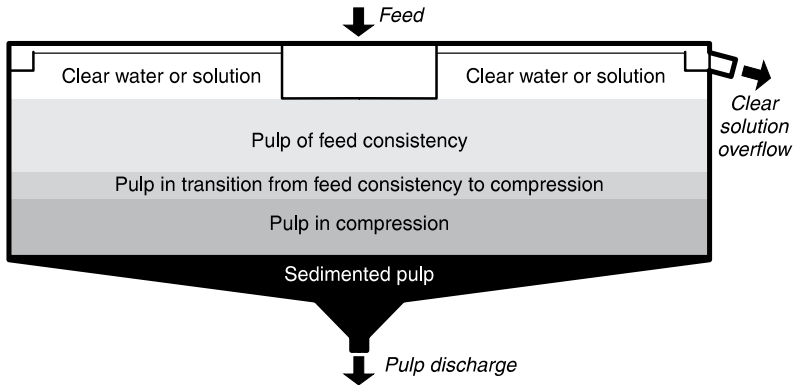 Feed
Clear water or solution
Clear water or solution
Clear
solution
overflow
Pulp of feed consistency
Pulp in transition from feed consistency to compression
Pulp in compression
Sedimented pulp
Pulp discharge